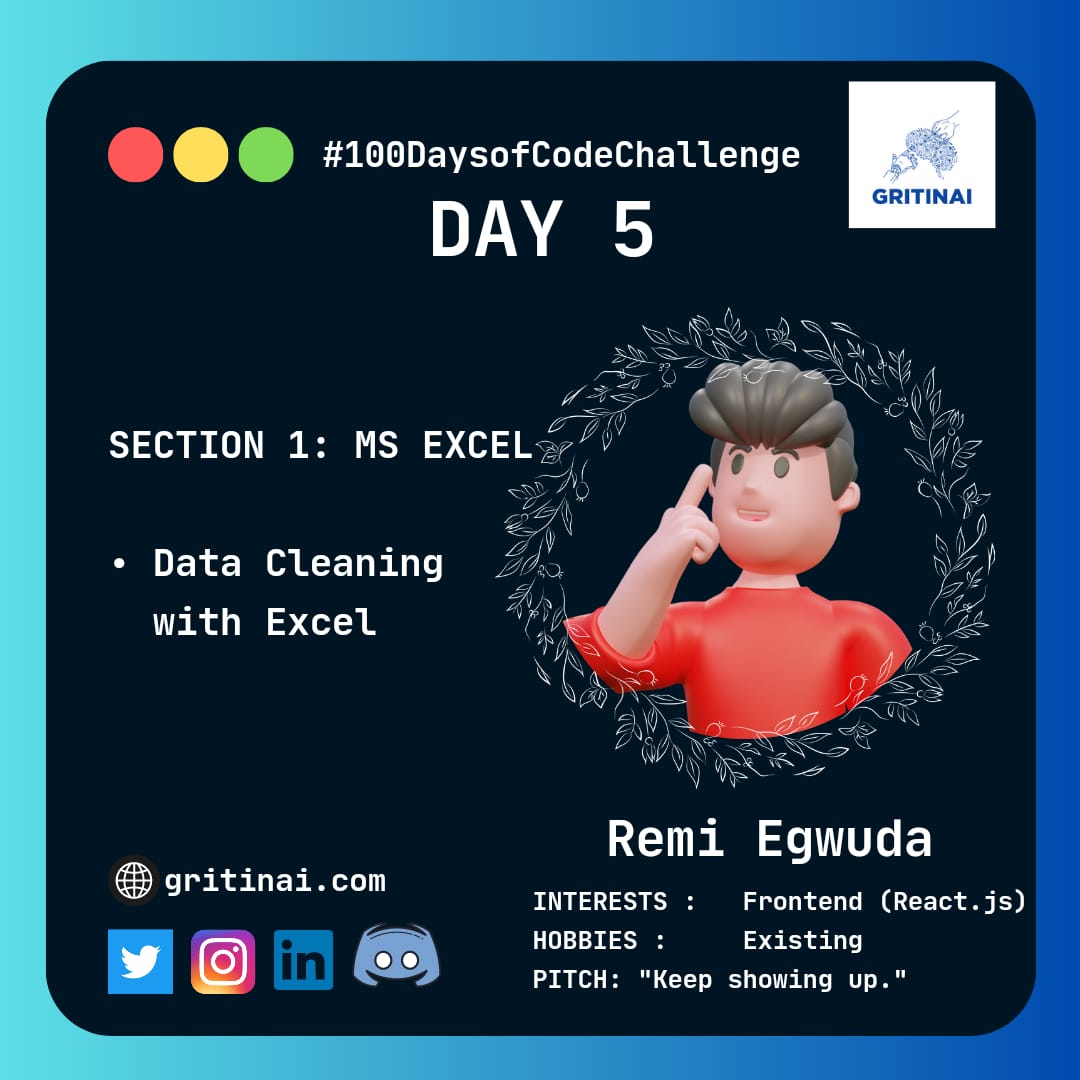 #100DaysofCodeChallenge
DAY 5
GRITINAI
SECTION 1: MS EXCEL
• Data Cleaning
with Excel
Remi Egwuda
INTERESTS : Frontend (React.js)
HOBBIES : Existing
PITCH: "Keep showing up."
gritinai.com
in